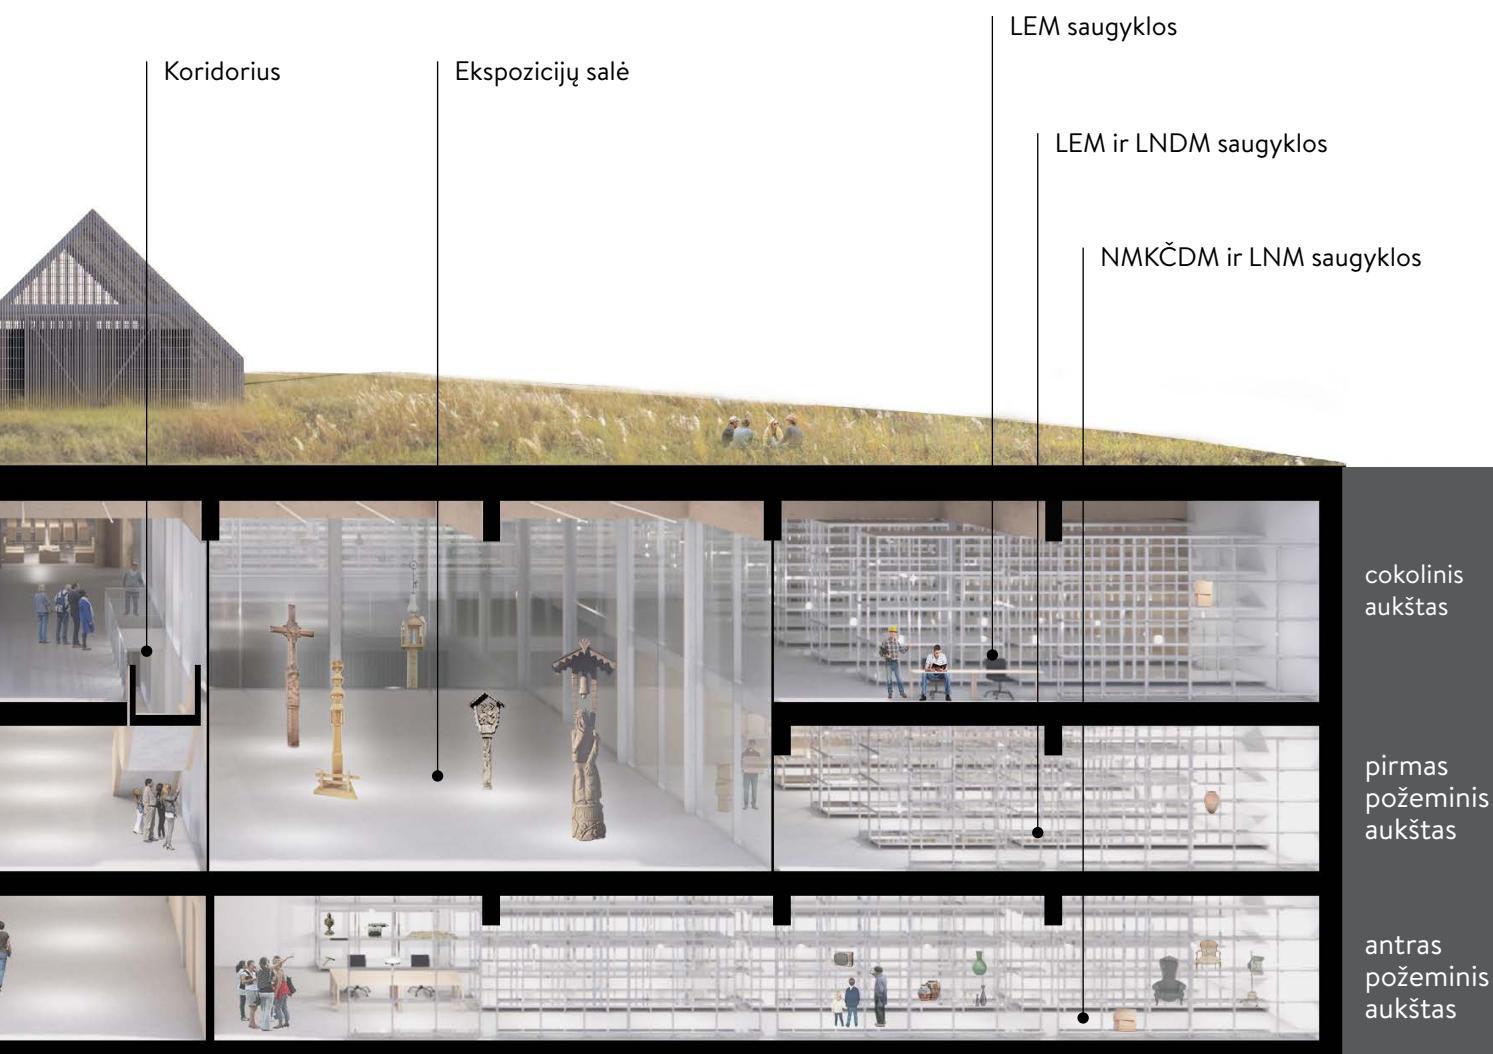 LEM saugyklos
Koridorius
Ekspozicijų salė
LEM ir LNDM saugyklos
NMKČDM ir LNM saugyklos
cokolinis
aukštas
pirmas
požeminis
aukštas
antras
požeminis
aukštas